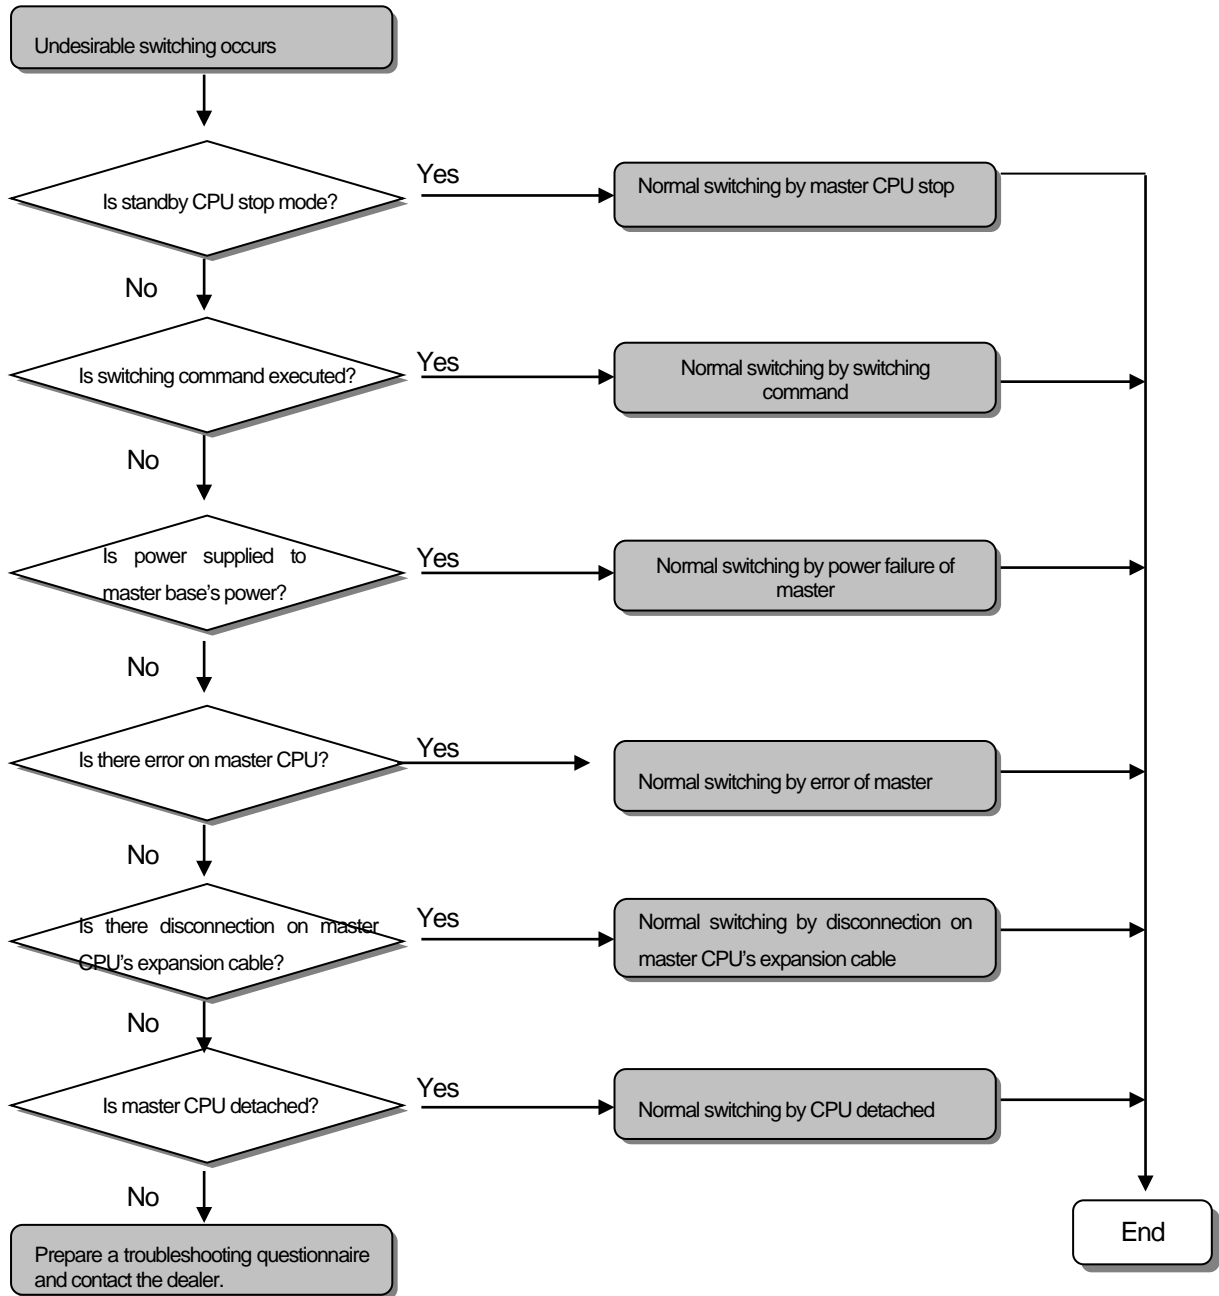 Undesirable switching occurs
Is standby CPU stop mode?
Yes
Normal switching by master CPU stop
No
Is switching command executed?
Yes
Normal switching by switching
command
No
Is power supplied to
master base's power?
Yes
Normal switching by power failure of
master
No
Is there error on master CPU?
Yes
Normal switching by error of master
No
Is there disconnection on master
CPU's expansion cable?
Yes
Normal switching by disconnection on
master CPU's expansion cable
No
Is master CPU detached?
Yes
Normal switching by CPU detached
No
Prepare a troubleshooting questionnaire
and contact the dealer.
End